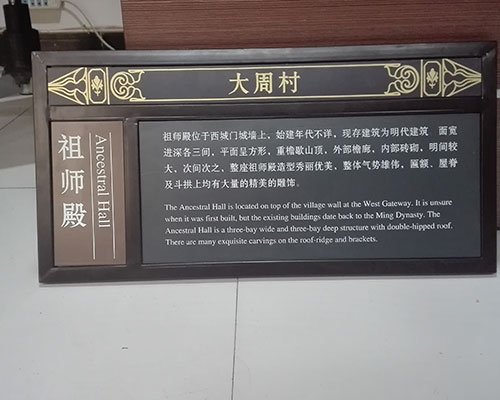 大周村
祖师殿
Ancestral Hall
祖师殿位于西城门城墙上，始建年代不详，现存建筑为明代建筑 面宽
进深各三间，平面呈方形，重檐歇山顶，外部檐廊，内部砖砌，明间较
大，次间次之，整座祖师殿造型秀丽优美，整体气势雄伟，匾额、屋脊
及斗拱上均有大量的精美的雕饰。
The Ancestral Hall is located on top of the village wall at the West Gateway. It is unsure
when it was first built, but the existing buildings date back to the Ming Dynasty. The
Ancestral Hall is a three-bay wide and three-bay deep structure with double-hipped roof.
There are many exquisite carvings on the roof-ridge and brackets.